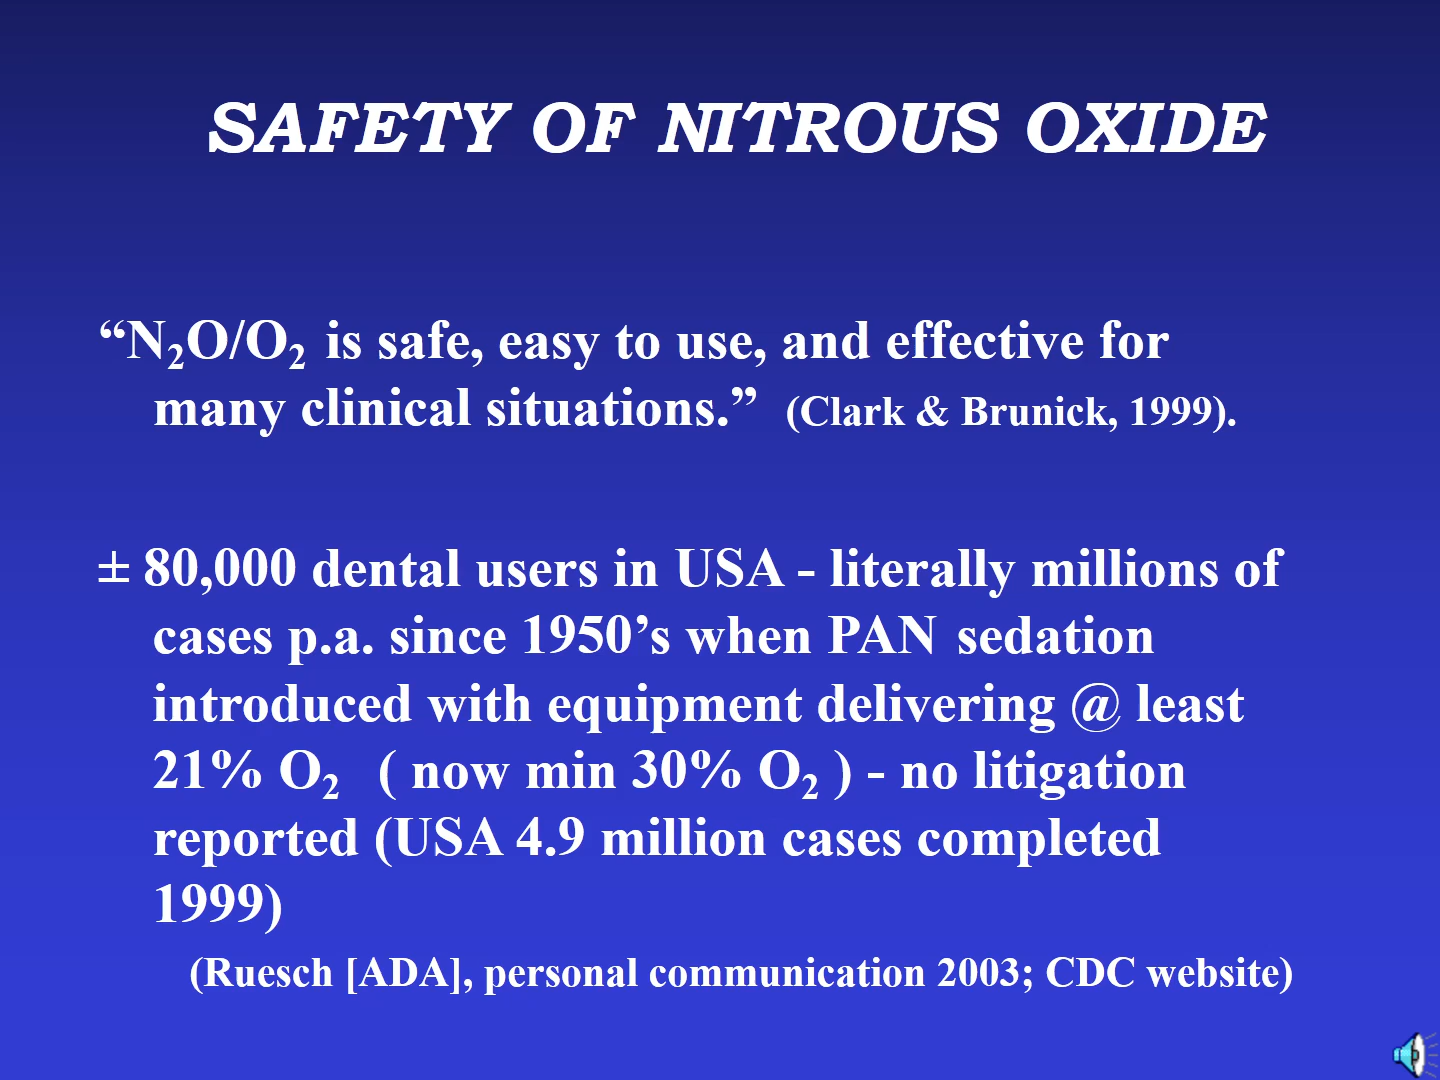 SAFETY OF NITROUS OXIDE
“N₂O/O₂ is safe, easy to use, and effective for
many clinical situations.” (Clark & Brunick, 1999).
± 80,000 dental users in USA - literally millions of
cases p.a. since 1950’s when PAN sedation
introduced with equipment delivering @ least
21% O₂ ( now min 30% O₂ ) - no litigation
reported (USA 4.9 million cases completed
1999)
(Ruesch [ADA], personal communication 2003; CDC website)